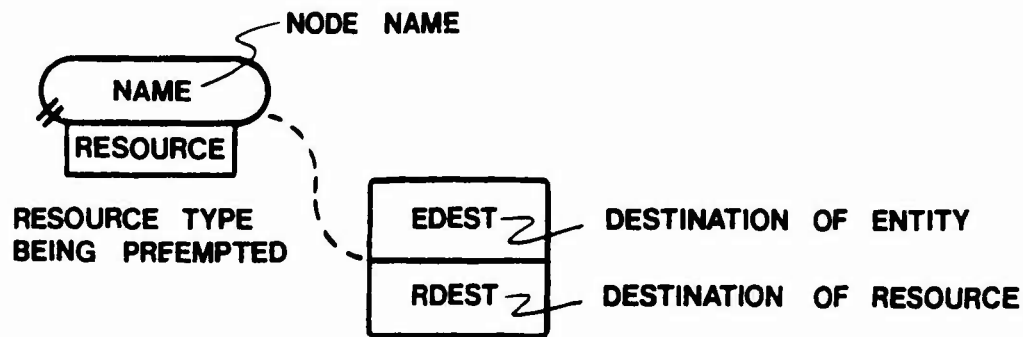 NODE NAME
NAME
RESOURCE
RESOURCE TYPE
BEING PREEMPTED
EDEST
DESTINATION OF ENTITY
RDEST
DESTINATION OF RESOURCE